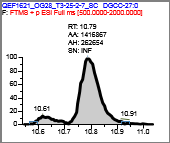 QEF1621_OG28_T3-25-2-7_SC DGCC-27:0
F: FTMS + p ESI Full ms [500.0000-2000.0000]
RT: 10.79
AA: 1416867
AH: 262654
SN: INF
100
80
60
40
20
0
10.61
10.91
10.6
10.7
10.8
10.9
11.0